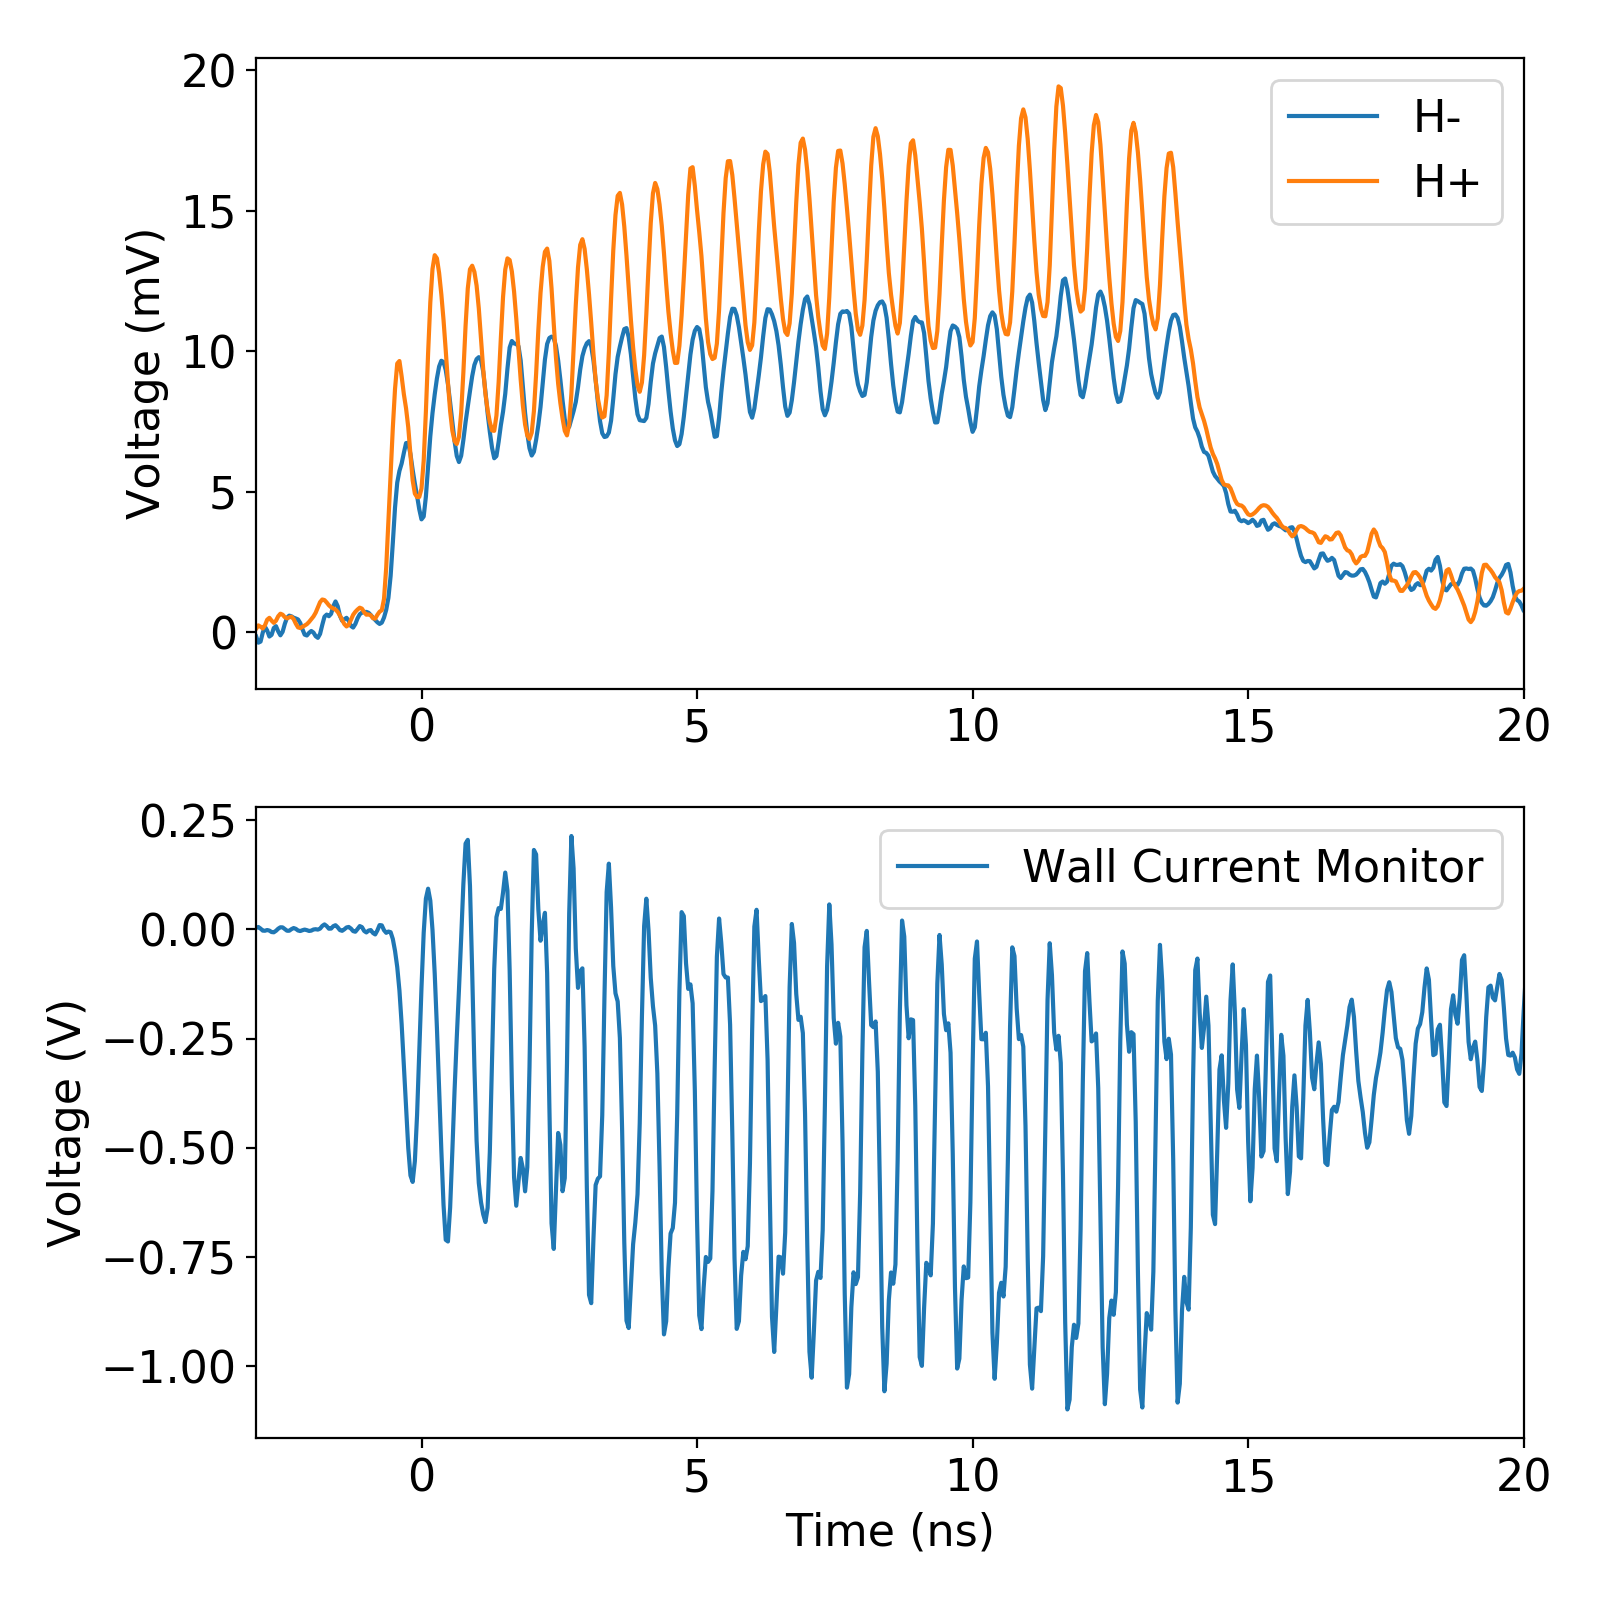 20
15
10
5
0
Voltage (mV)
H-
H+
0 5 10 15 20
0.25
0.00
−0.25
−0.50
−0.75
−1.00
Voltage (V)
Wall Current Monitor
0 5 10 15 20
Time (ns)